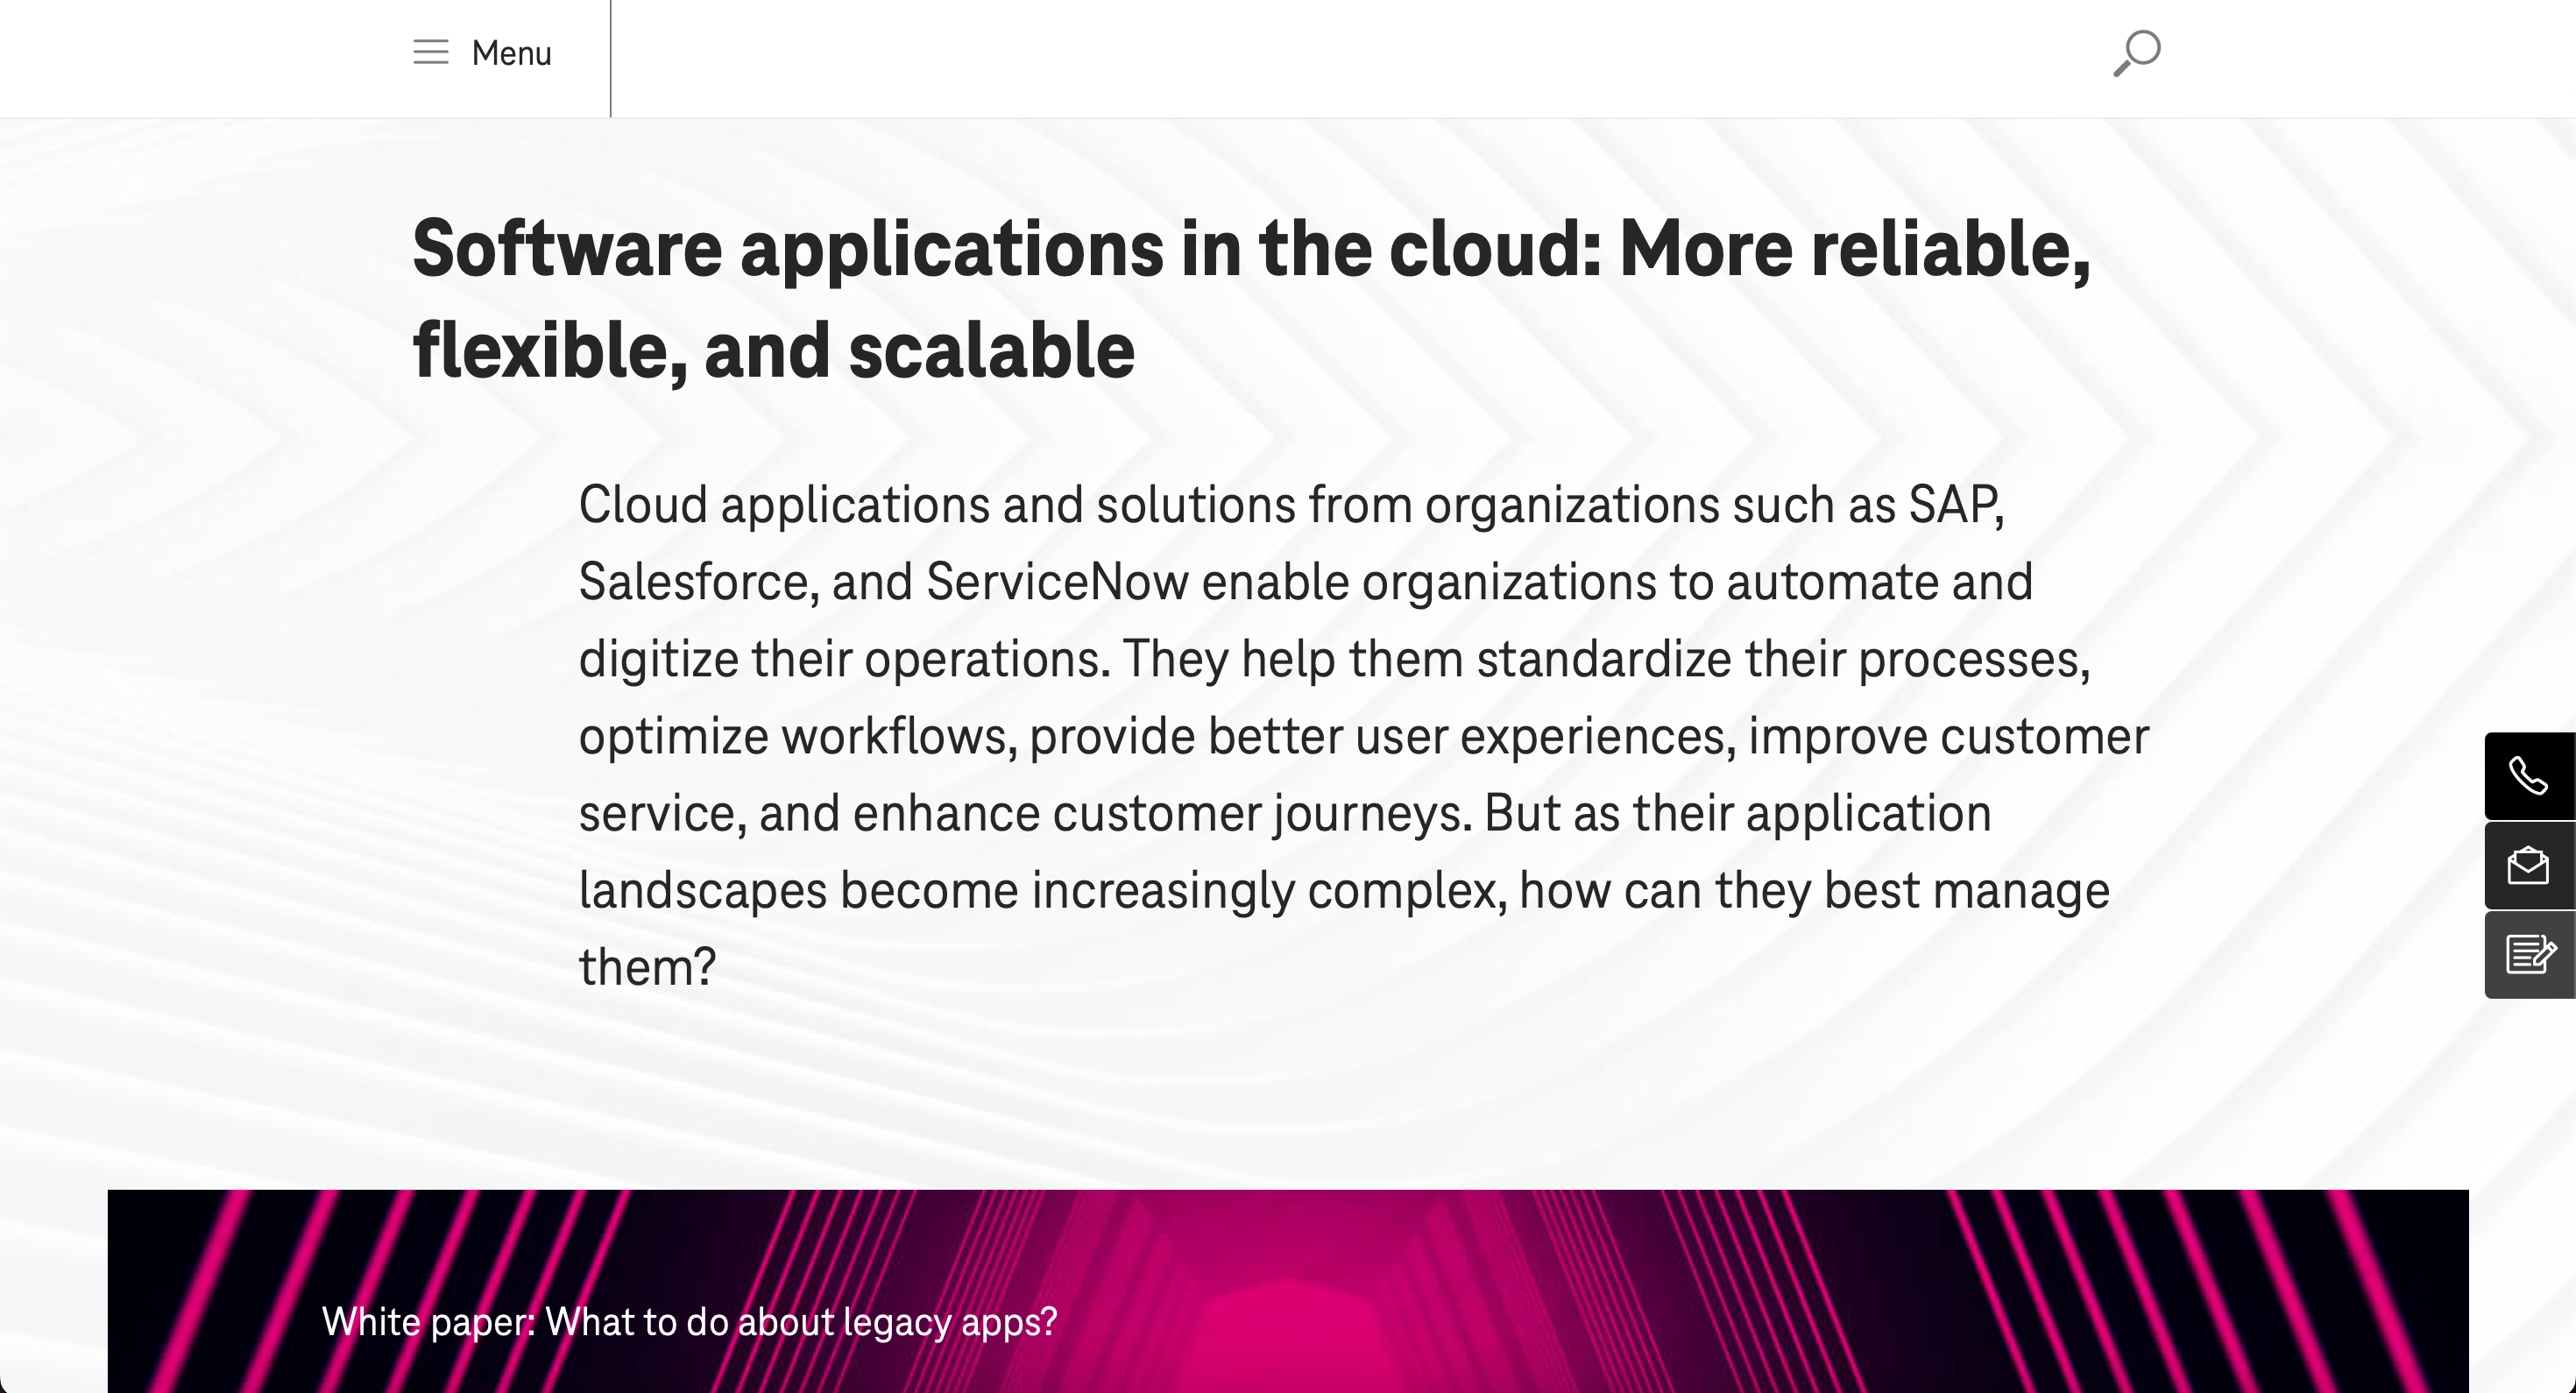 Menu
Software applications in the cloud: More reliable,
flexible, and scalable
Cloud applications and solutions from organizations such as SAP,
Salesforce, and ServiceNow enable organizations to automate and
digitize their operations. They help them standardize their processes,
optimize workflows, provide better user experiences, improve customer
service, and enhance customer journeys. But as their application
landscapes become increasingly complex, how can they best manage
them?
White paper: What to do about legacy apps?